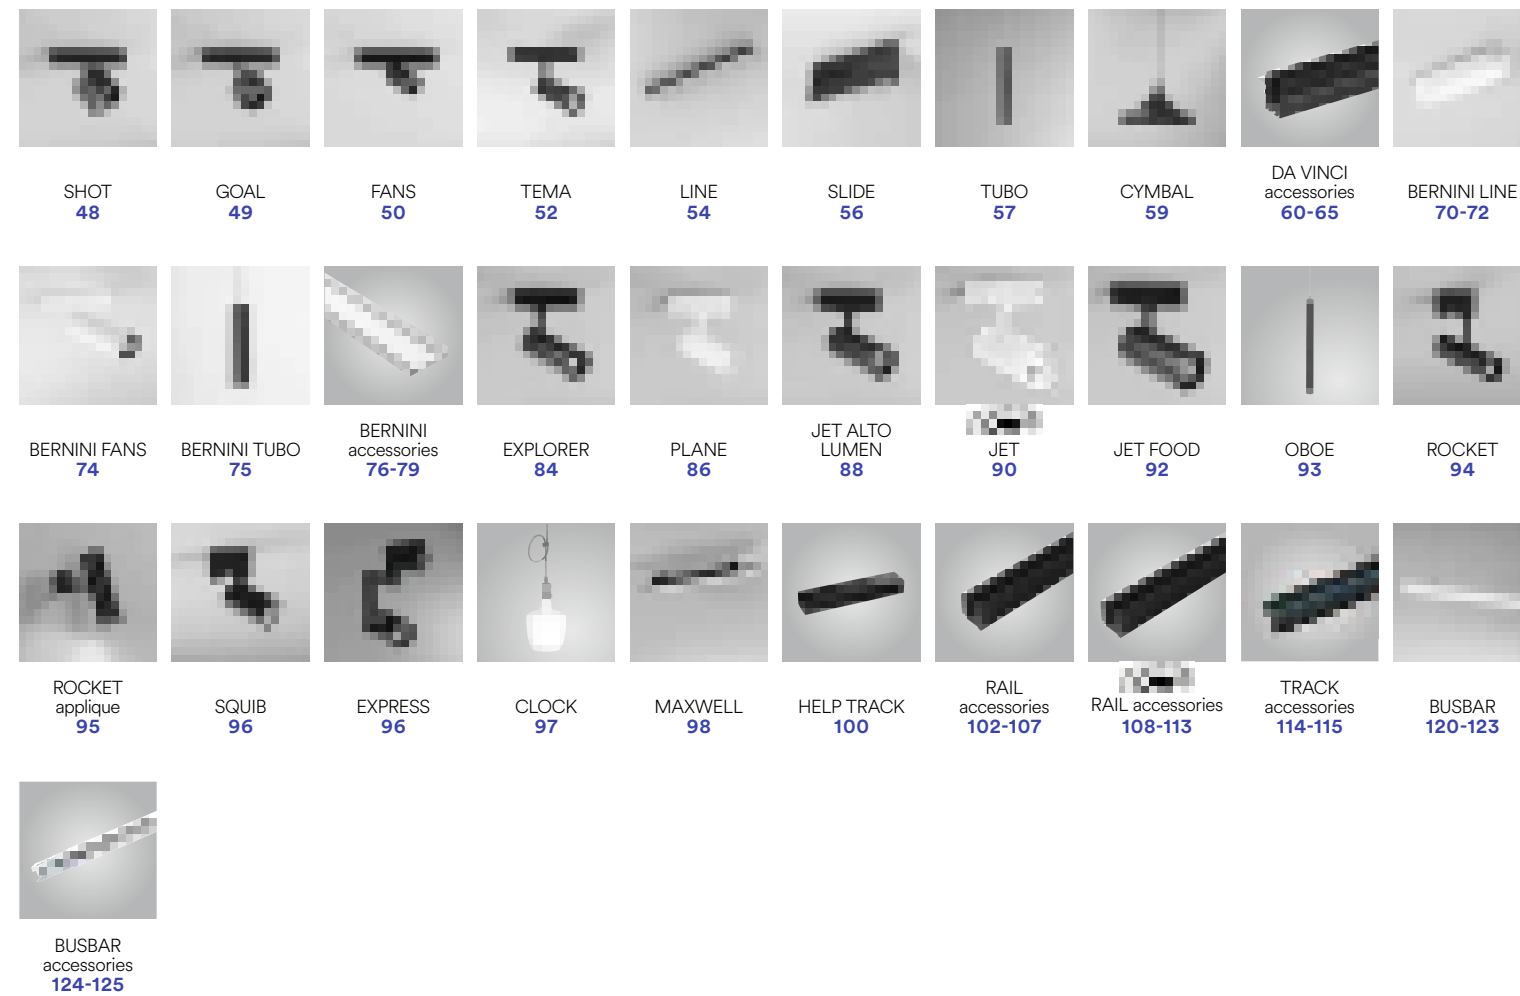 SHOT
48
GOAL
49
FANS
50
TEMA
52
LINE
54
SLIDE
56
TUBO
57
CYMBAL
59
DA VINCI
accessories
60-65
BERNINI LINE
70-72
BERNINI FANS
74
BERNINI TUBO
75
BERNINI
accessories
76-79
EXPLORER
84
PLANE
86
JET ALTO
LUMEN
88
JET
90
JET FOOD
92
OBOE
93
ROCKET
94
ROCKET
applique
95
SQUIB
96
EXPRESS
96
CLOCK
97
MAXWELL
98
HELP TRACK
100
RAIL
accessories
102-107
RAIL accessories
108-113
TRACK
accessories
114-115
BUSBAR
120-123
BUSBAR
accessories
124-125